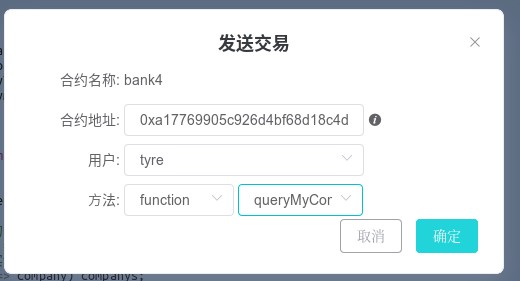 发送交易
合约名称: bank4
合约地址: 0xa17769905c926d4bf68d18c4d
用户: tyre
方法: function queryMyCor
取消 确定
company) companys;